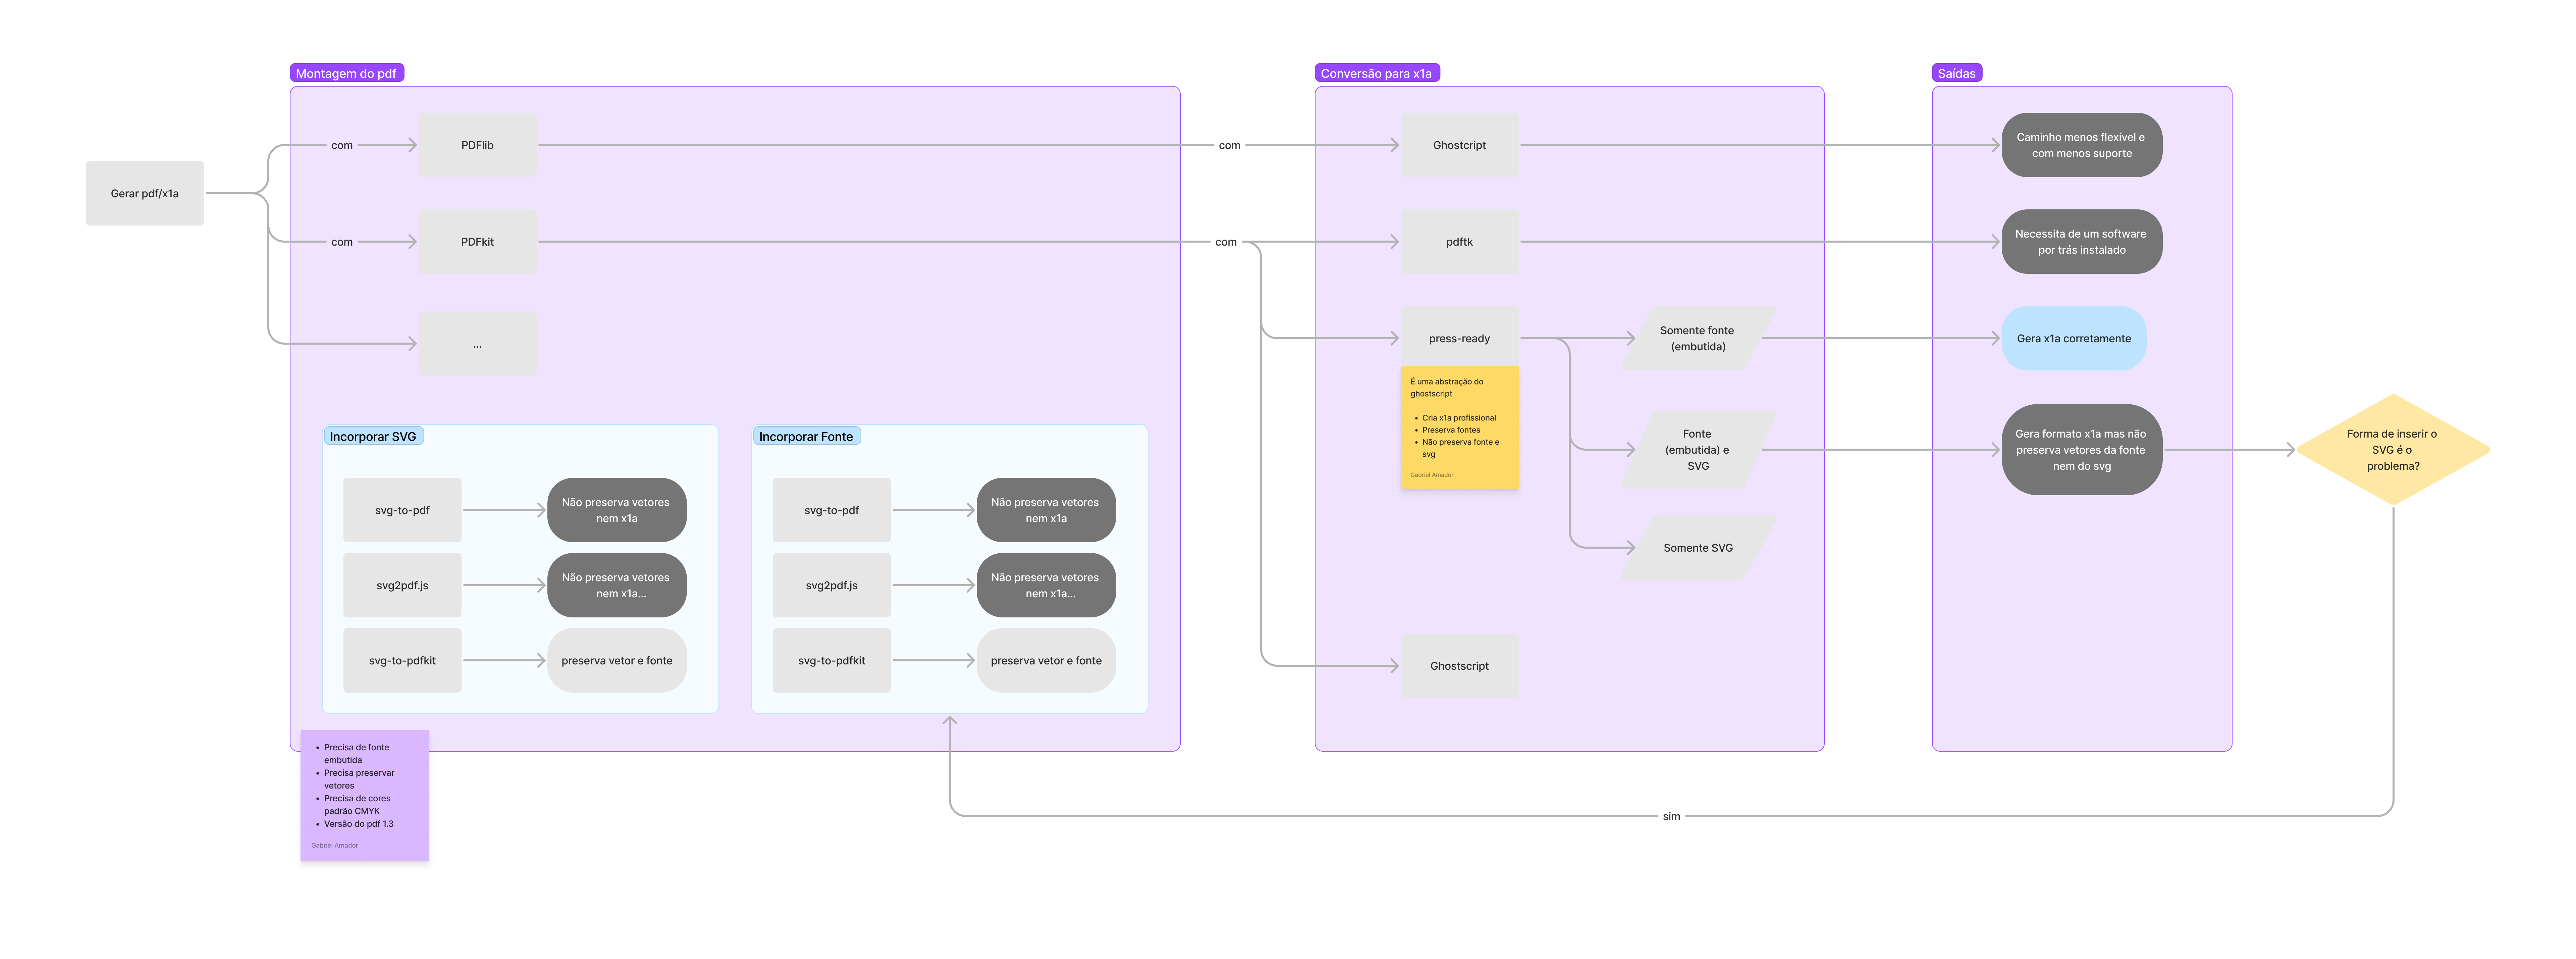 Montagem do pdf
Conversão para x1a
Saídas
Gerar pdf/x1a
com
PDFlib
com
Ghostcript
Caminho menos flexível e
com menos suporte
com
PDFkit
com
pdftk
Necessita de um software
por trás instalado
...
press-ready
Somente fonte
(embutida)
Gera x1a corretamente
É uma abstração do
ghostscript
• Cria x1a profissional
• Preserva fontes
• Não preserva fonte e
svg
Gabriel Amador
Fonte
(embutida) e
SVG
Gera formato x1a mas não
preserva vetores da fonte
nem do svg
Forma de inserir o
SVG é o
problema?
Somente SVG
Ghostscript
Incorporar SVG
svg-to-pdf
Não preserva vetores
nem x1a
svg2pdf.js
Não preserva vetores
nem x1a...
svg-to-pdfkit
preserva vetor e fonte
Incorporar Fonte
svg-to-pdf
Não preserva vetores
nem x1a
svg2pdf.js
Não preserva vetores
nem x1a...
svg-to-pdfkit
preserva vetor e fonte
• Precisa de fonte
embutida
• Precisa preservar
vetores
• Precisa de cores
padrão CMYK
• Versão do pdf 1.3
Gabriel Amador
sim